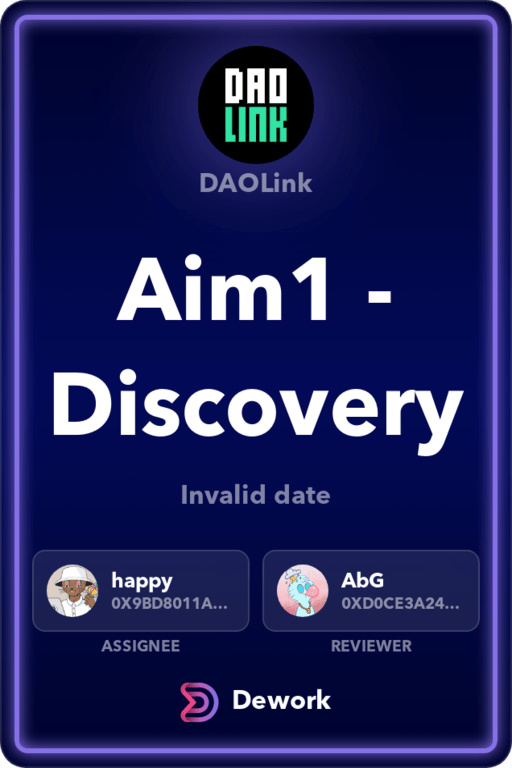 DAO
LINK
DAOLink
Aim1 -
Discovery
Invalid date
happy
0X9BD8011A...
AbG
0XD0CE3A24...
ASSIGNEE
REVIEWER
Dework